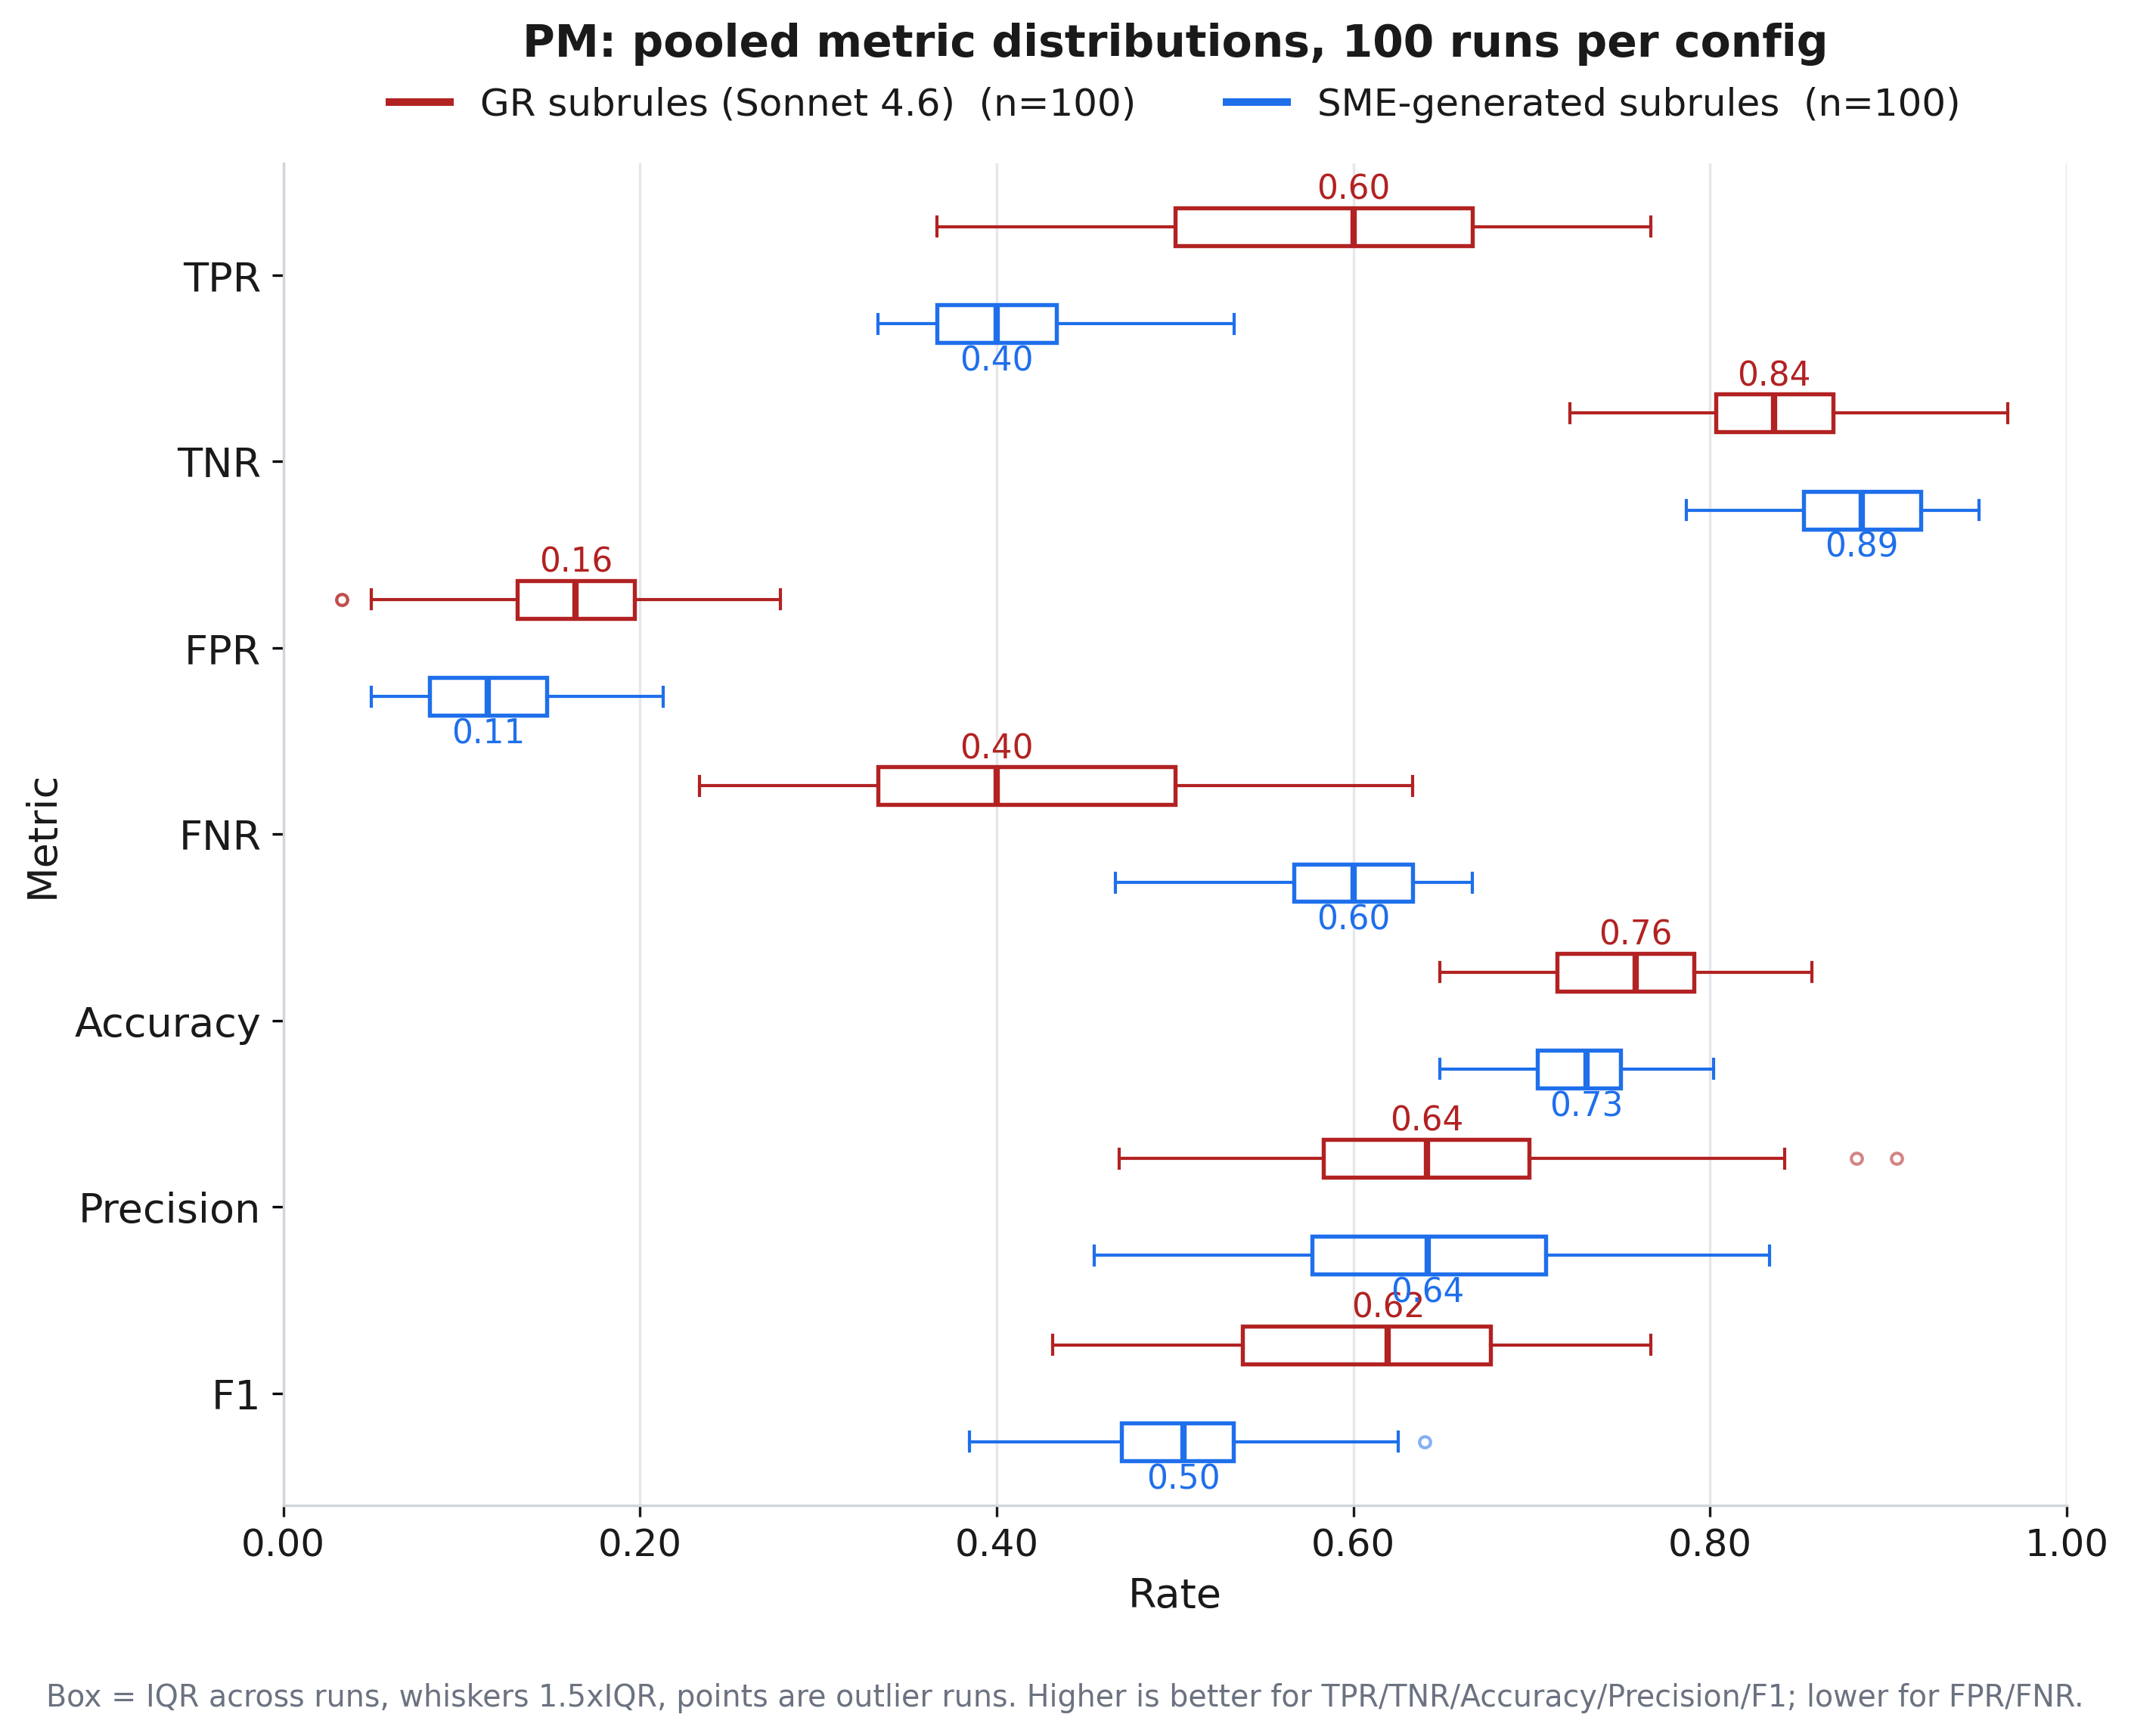 PM: pooled metric distributions, 100 runs per config
GR subrules (Sonnet 4.6)  (n=100)
SME-generated subrules  (n=100)
0.60
TPR
0.40
0.84
TNR
0.89
0.16
FPR
0.11
0.40
FNR
0.60
0.76
Accuracy
0.73
0.64
Precision
0.64
0.62
F1
0.50
Metric
0.00 0.20 0.40 0.60 0.80 1.00
Rate
Box = IQR across runs, whiskers 1.5xIQR, points are outlier runs. Higher is better for TPR/TNR/Accuracy/Precision/F1; lower for FPR/FNR.